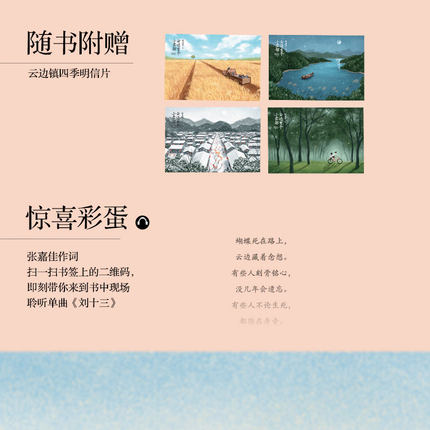 随书附赠
云边镇四季明信片
惊喜彩蛋
张嘉佳作词
扫一扫书签上的二维码，
即刻带你来到书中现场
聆听单曲《刘十三》
蝴蝶死在路上，
云边藏着念想。
有些人刻骨铭心，
没几年会遗忘。
有些人不论生死，
都陪在身旁。